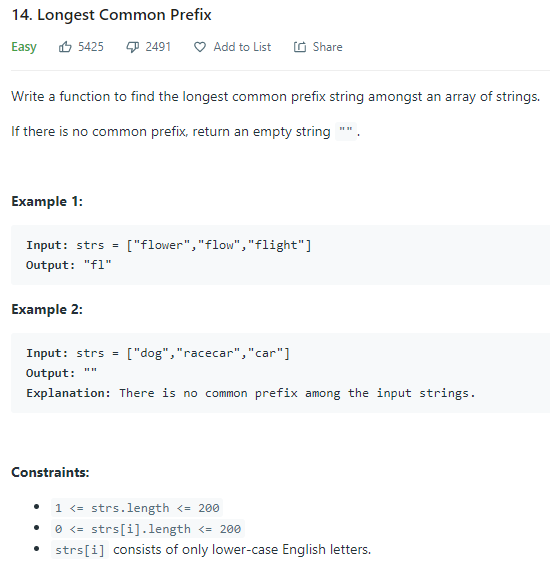 14. Longest Common Prefix
Easy 5425 2491 Add to List Share
Write a function to find the longest common prefix string amongst an array of strings.
If there is no common prefix, return an empty string "".
Example 1:
Input: strs = ["flower","flow","flight"]
Output: "fl"
Example 2:
Input: strs = ["dog","racecar","car"]
Output: ""
Explanation: There is no common prefix among the input strings.
Constraints:
1 <= strs.length <= 200
0 <= strs[i].length <= 200
strs[i] consists of only lower-case English letters.